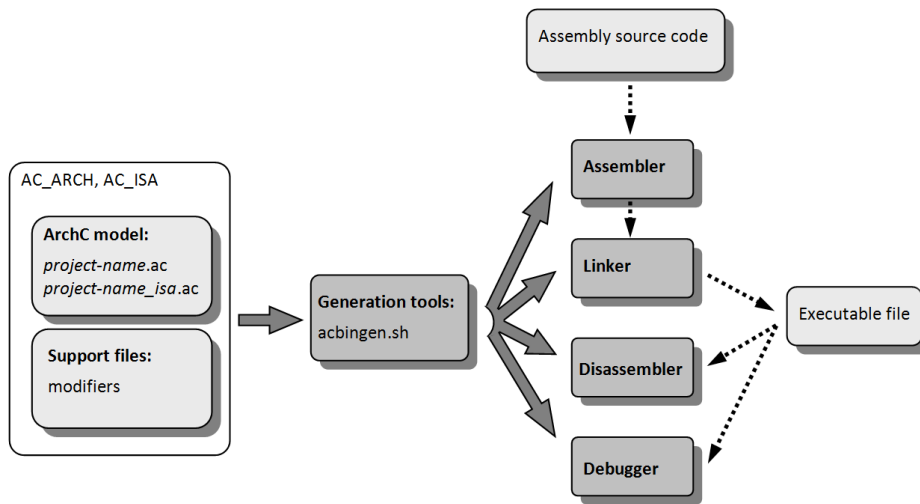 Assembly source code
AC_ARCH, AC_ISA
ArchC model:
project-name.ac
project-name_isa.ac
Support files:
modifiers
Generation tools:
acbingen.sh
Assembler
Linker
Disassembler
Debugger
Executable file